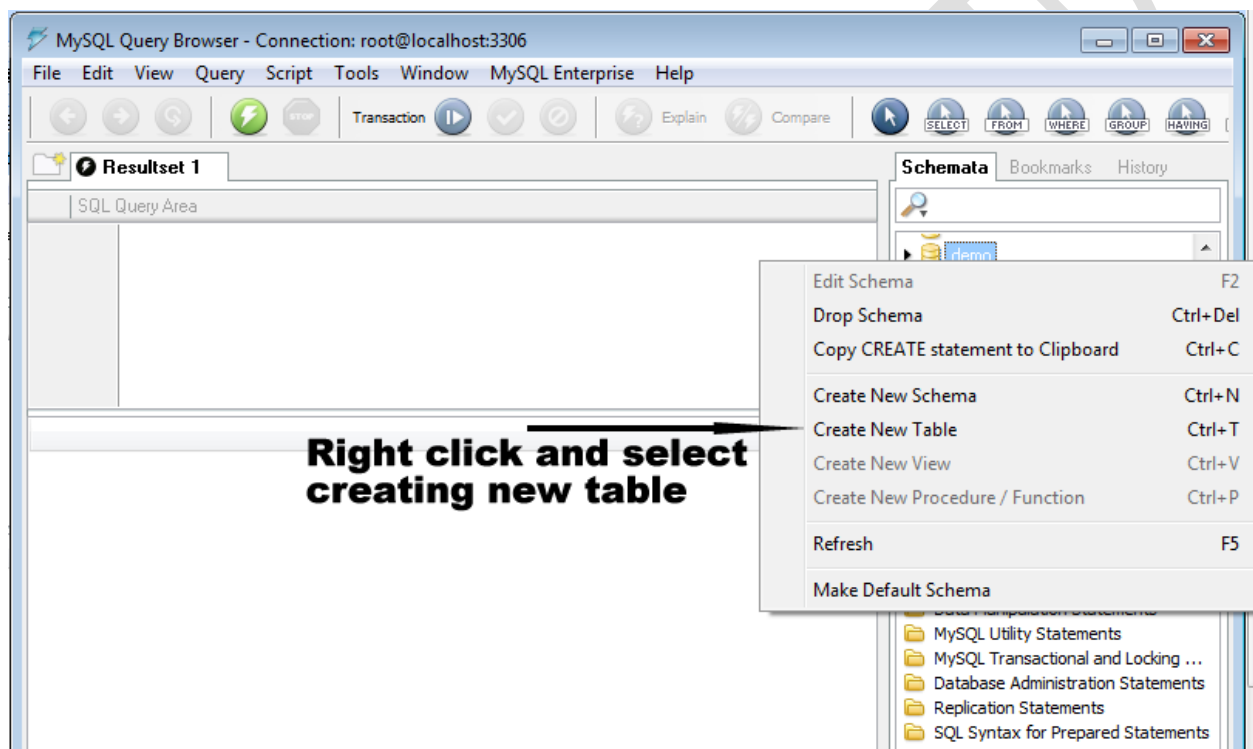 MySQL Query Browser - Connection: root@localhost:3306
File Edit View Query Script Tools Window MySQL Enterprise Help
STOP Transaction Explain Compare SELECT FROM WHERE GROUP HAVING
Resultset 1
Schemata Bookmarks History
SQL Query Area
demo
Edit Schema F2
Drop Schema Ctrl+Del
Copy CREATE statement to Clipboard Ctrl+C
Create New Schema Ctrl+N
Create New Table Ctrl+T
Create New View Ctrl+V
Create New Procedure / Function Ctrl+P
Refresh F5
Make Default Schema
Right click and select
creating new table
Data Manipulation Statements
MySQL Utility Statements
MySQL Transactional and Locking ...
Database Administration Statements
Replication Statements
SQL Syntax for Prepared Statements